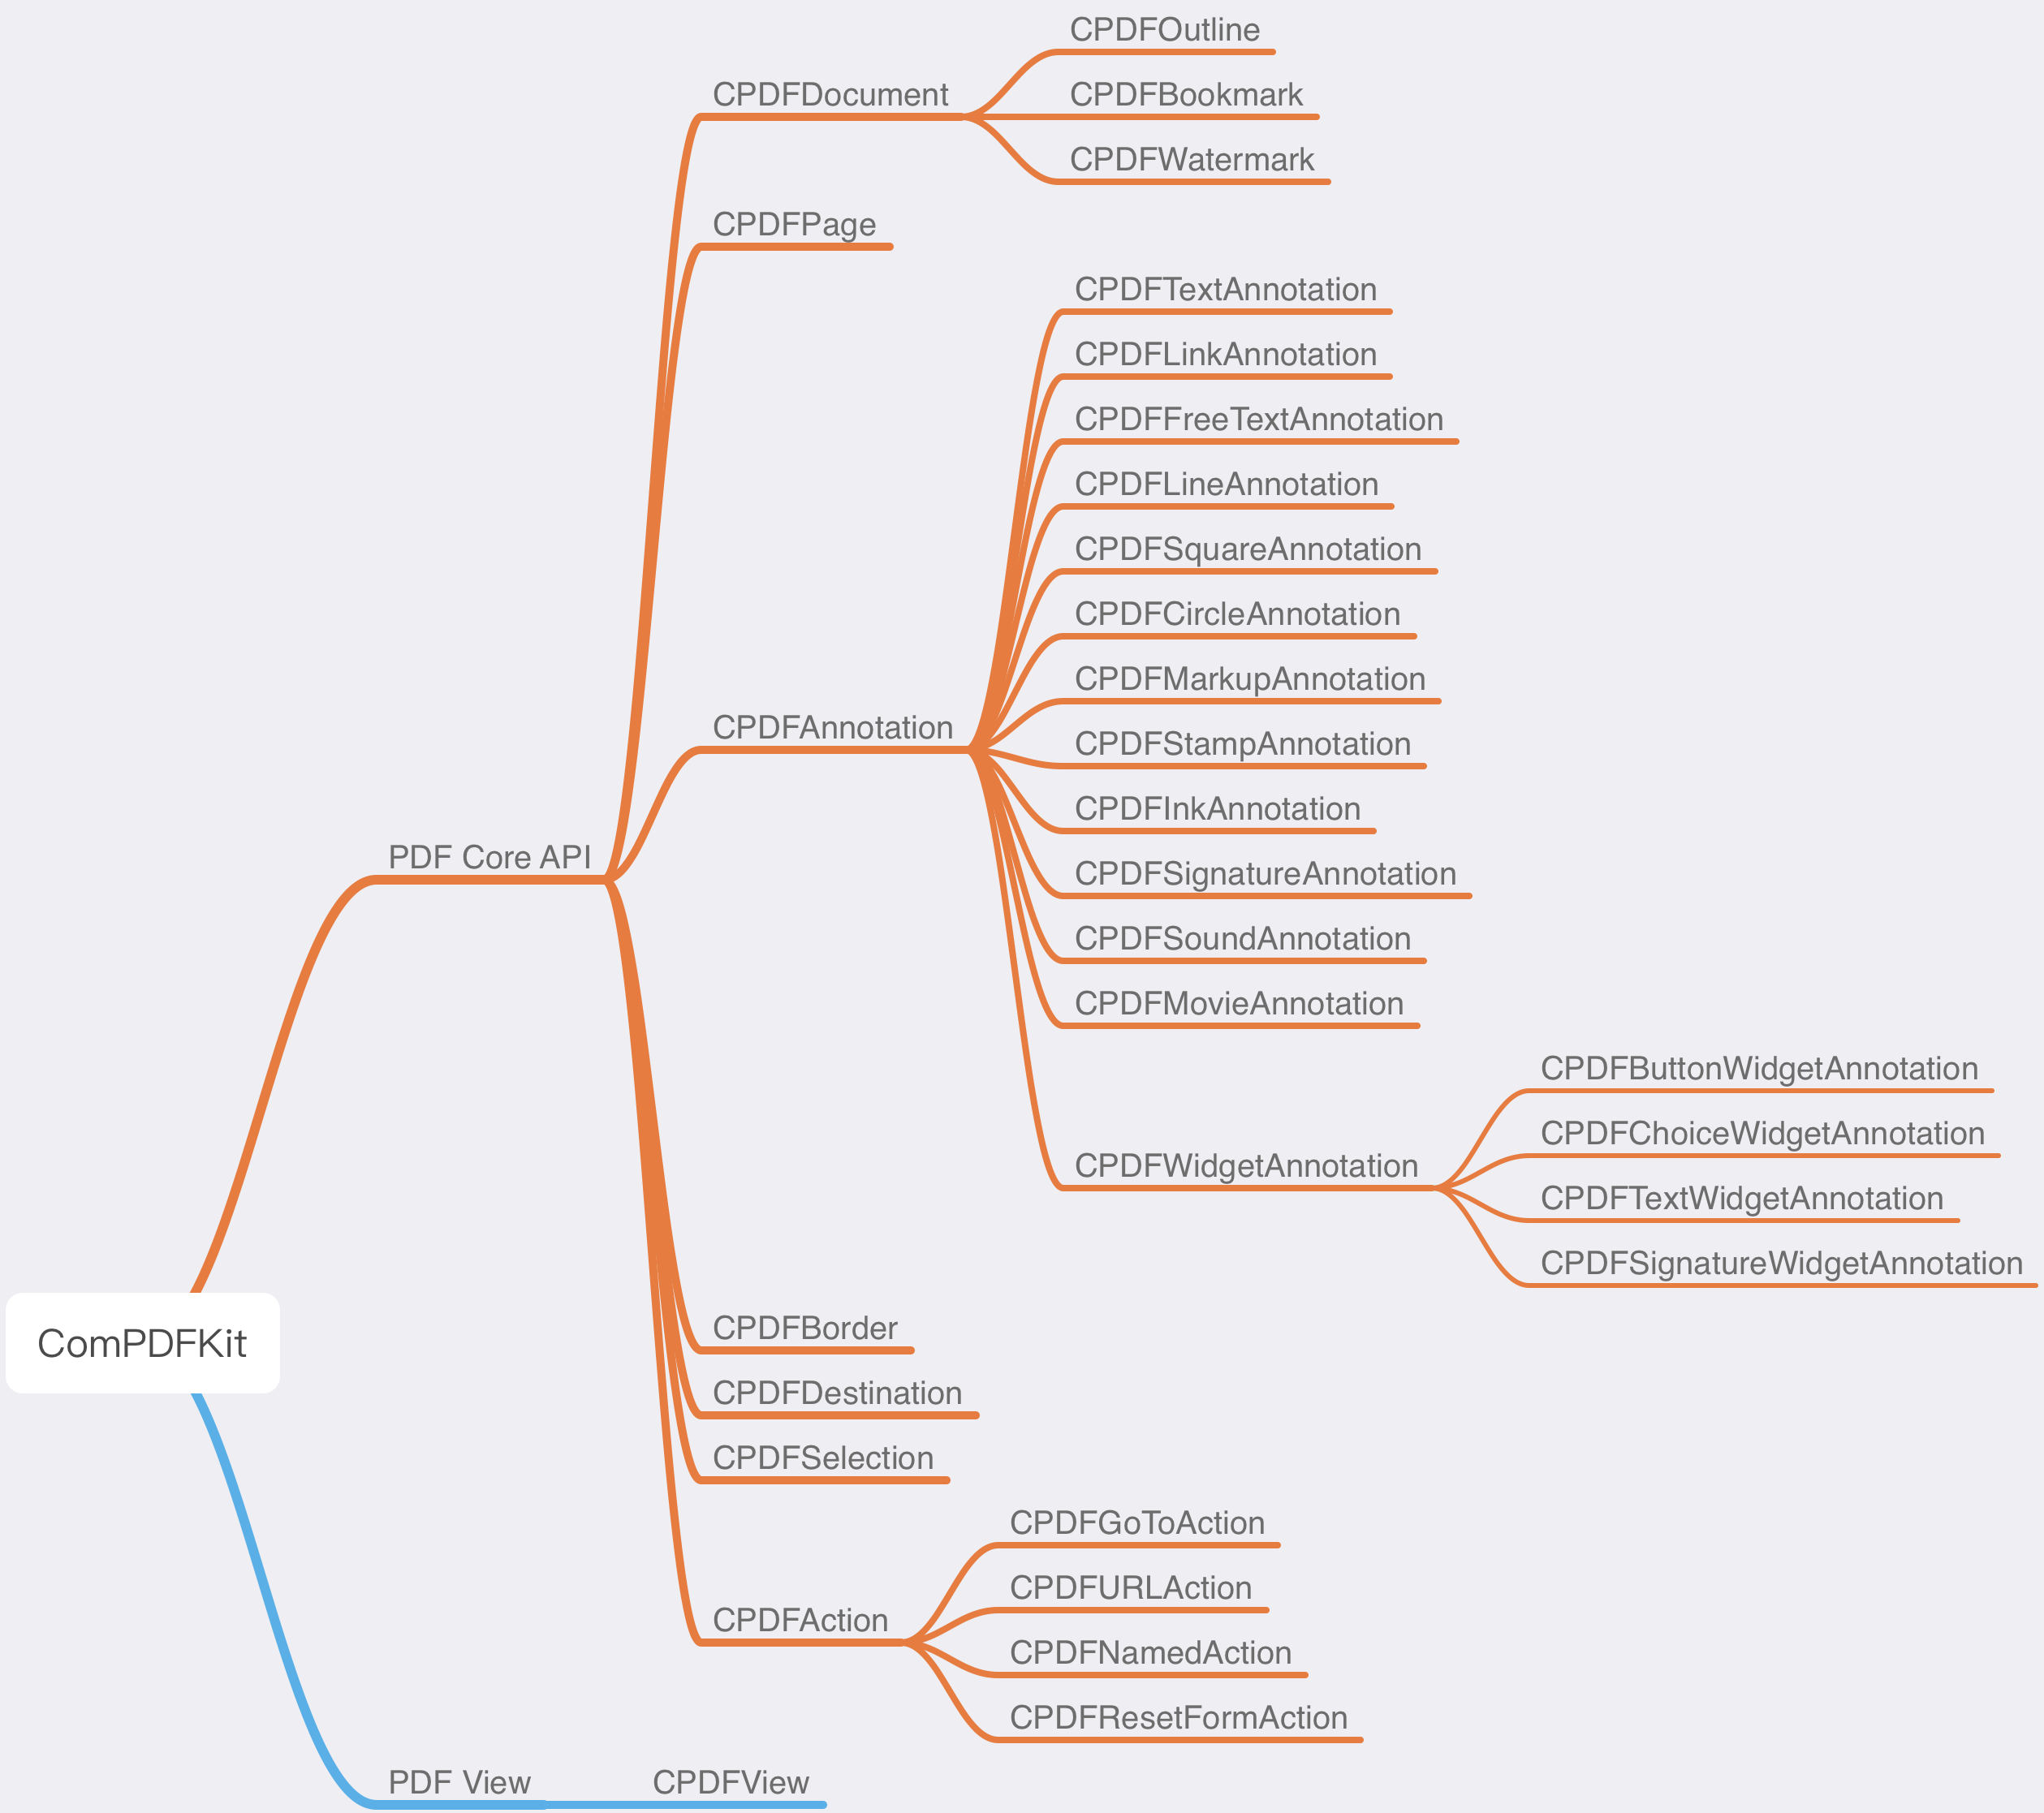 CPDFOutline
CPDFDocument
CPDFBookmark
CPDFWatermark
CPDFPage
CPDFTextAnnotation
CPDFLinkAnnotation
CPDFFreeTextAnnotation
CPDFLineAnnotation
CPDFSquareAnnotation
CPDFCircleAnnotation
CPDFMarkupAnnotation
CPDFAnnotation
CPDFStampAnnotation
CPDFInkAnnotation
PDF Core API
CPDFSignatureAnnotation
CPDFSoundAnnotation
CPDFMovieAnnotation
CPDFButtonWidgetAnnotation
CPDFChoiceWidgetAnnotation
CPDFWidgetAnnotation
CPDFTextWidgetAnnotation
CPDFSignatureWidgetAnnotation
CPDFBorder
ComPDFKit
CPDFDestination
CPDFSelection
CPDFGoToAction
CPDFURLAction
CPDFAction
CPDFNamedAction
CPDFResetFormAction
PDF View
CPDFView